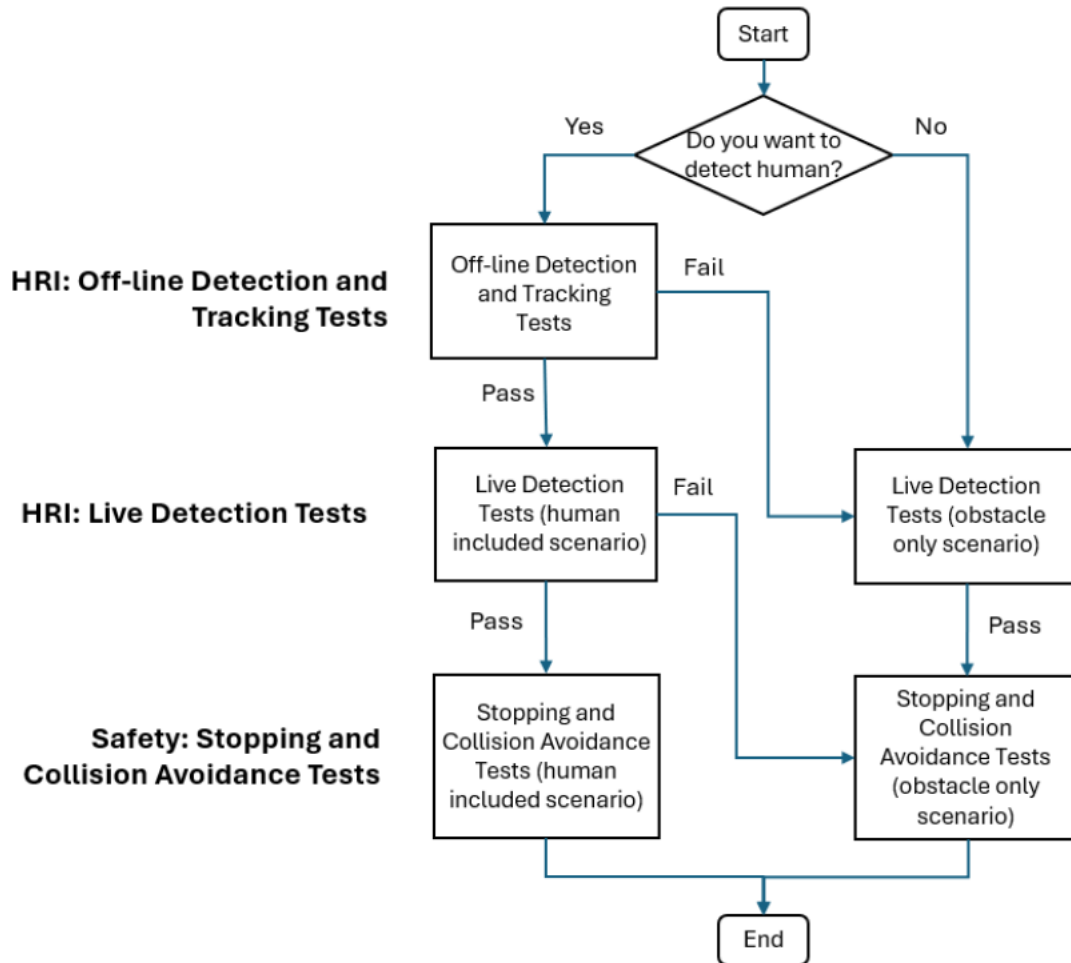 Start
Do you want to
detect human?
Yes
No
HRI: Off-line Detection and
Tracking Tests
Off-line Detection
and Tracking
Tests
Fail
Pass
HRI: Live Detection Tests
Live Detection
Tests (human
included scenario)
Fail
Live Detection
Tests (obstacle
only scenario)
Pass
Pass
Safety: Stopping and
Collision Avoidance Tests
Stopping and
Collision Avoidance
Tests (human
included scenario)
Stopping and
Collision
Avoidance Tests
(obstacle only
scenario)
End